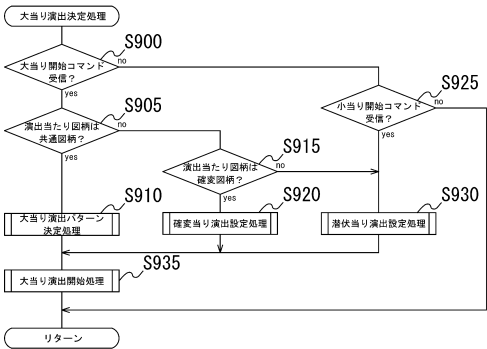 大当り演出決定処理
S900
大当り開始コマンド
受信？
no
yes
S925
小当り開始コマンド
受信？
no
yes
S905
演出当たり図柄は
共通図柄？
no
yes
S915
演出当たり図柄は
確変図柄？
no
yes
S910
大当り演出パターン
決定処理
S920
確変当り演出設定処理
S930
潜伏当り演出設定処理
S935
大当り演出開始処理
リターン